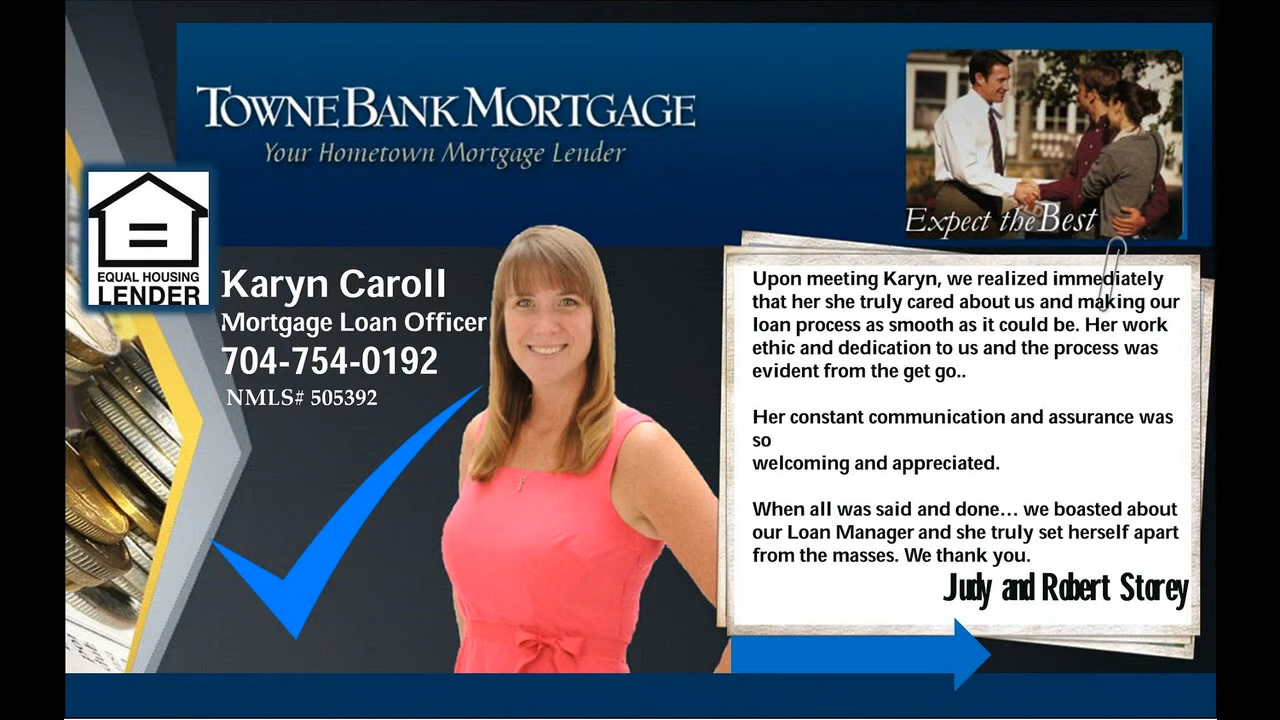 TOWNEBANK MORTGAGE
Your Hometown Mortgage Lender
Expect the Best
EQUAL HOUSING
LENDER
Karyn Caroll
Mortgage Loan Officer
704-754-0192
NMLS# 505392
Upon meeting Karyn, we realized immediately
that her she truly cared about us and making our
loan process as smooth as it could be. Her work
ethic and dedication to us and the process was
evident from the get go..
Her constant communication and assurance was
so
welcoming and appreciated.
When all was said and done... we boasted about
our Loan Manager and she truly set herself apart
from the masses. We thank you.
Judy and Robert Storey